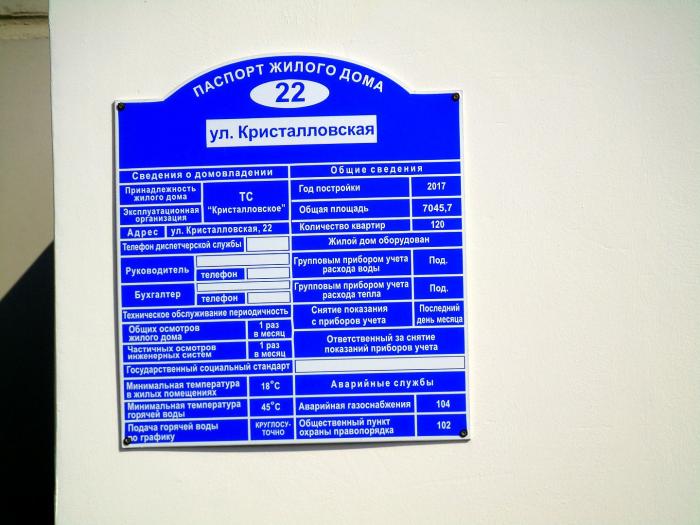 ПАСПОРТ ЖИЛОГО ДОМА
22
ул. Кристалловская
Сведения о домовладении
Принадлежность
жилого дома
Эксплуатационная
организация
ТС
"Кристалловское"
Адрес ул. Кристалловская, 22
Телефон диспетчерской службы
Руководитель
телефон
Бухгалтер
телефон
Техническое обслуживание периодичность
Общих осмотров
жилого дома
1 раз
в месяц
Частичных осмотров
инженерных систем
1 раз
в месяц
Государственный социальный стандарт
Минимальная температура
в жилых помещениях
18°С
Минимальная температура
горячей воды
45°С
Подача горячей воды
по графику
КРУГЛОСУ-
ТОЧНО
Общие сведения
Год постройки 2017
Общая площадь 7045,7
Количество квартир 120
Жилой дом оборудован
Групповым прибором учета
расхода воды
Под.
Групповым прибором учета
расхода тепла
Под.
Снятие показания
с приборов учета
Последний
день месяца
Ответственный за снятие
показаний приборов учета
Аварийные службы
Аварийная газоснабжения 104
Общественный пункт
охраны правопорядка
102